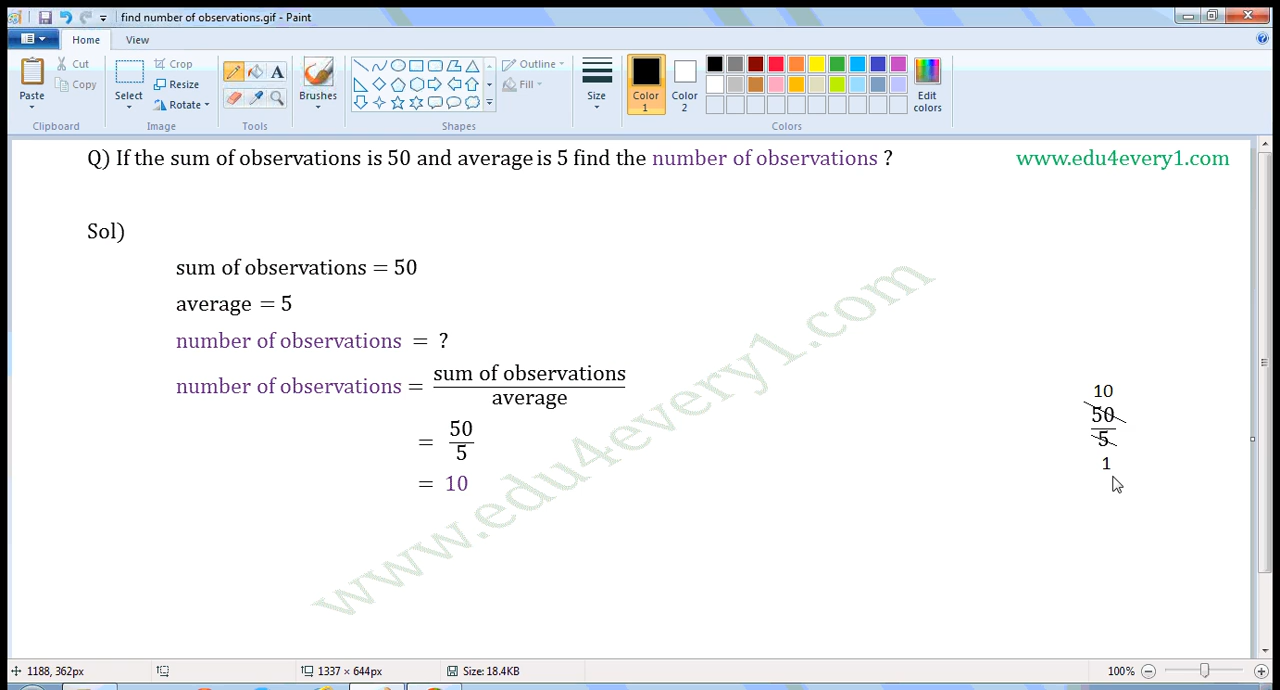 find number of observations.gif - Paint
Home View
Paste
Cut
Copy
Clipboard
Select
Crop
Resize
Rotate
Image
A
Tools
Brushes
Outline
Fill
Shapes
Size
Color 1
Color 2
Edit colors
Colors
Q) If the sum of observations is 50 and average is 5 find the number of observations ?
www.edu4every1.com
Sol)
sum of observations = 50
average = 5
number of observations = ?
number of observations = sum of observations
average
= 50
5
= 10
10
50
5
1
www.edu4every1.com
1188, 362px
1337 × 644px
Size: 18.4KB
100%